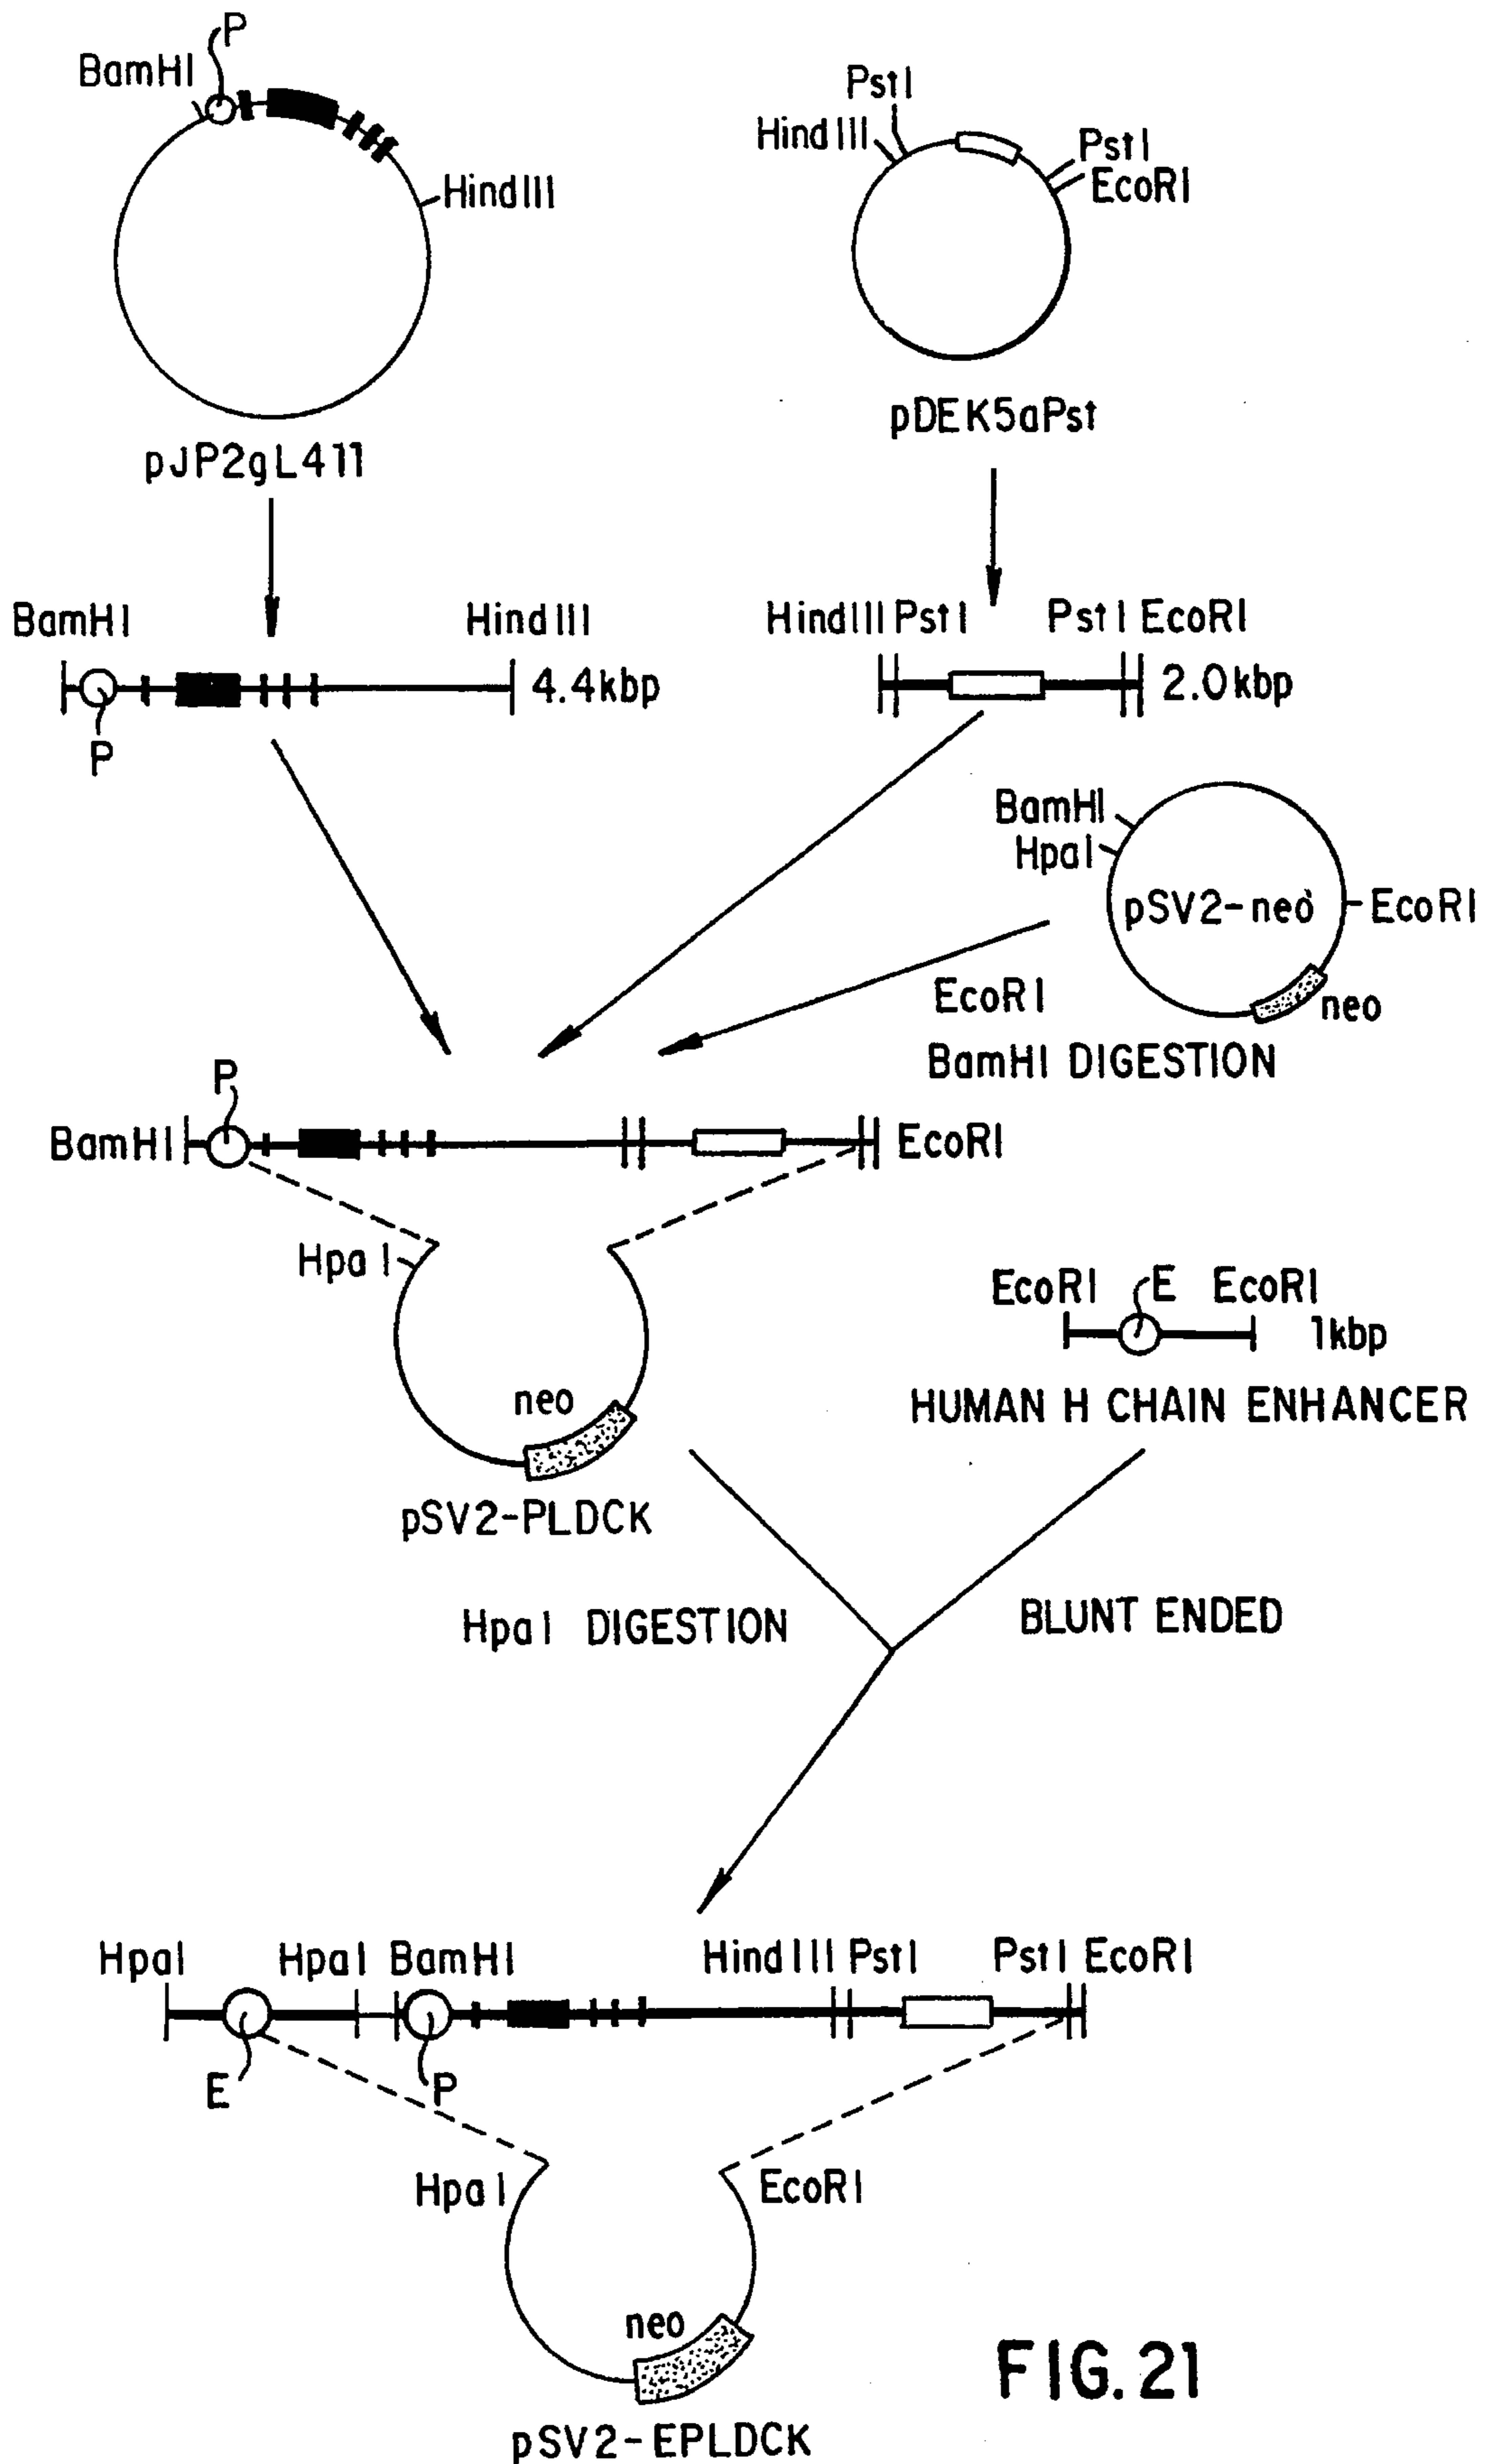 P
BamHI
HindIII
pJP2gL411
PstI
HindIII
PstI
EcoRI
pDEK5aPst
BamHI
HindIII
4.4kbp
P
HindIII PstI
PstI EcoRI
2.0kbp
BamHI
HpaI
pSV2-neo
EcoRI
neo
EcoRI
BamHI DIGESTION
P
BamHI
EcoRI
HpaI
neo
pSV2-PLDCK
EcoRI
E
EcoRI
1kbp
HUMAN H CHAIN ENHANCER
HpaI DIGESTION
BLUNT ENDED
HpaI
HpaI
BamHI
HindIII PstI
PstI EcoRI
E
P
HpaI
EcoRI
neo
pSV2-EPLDCK
FIG.21